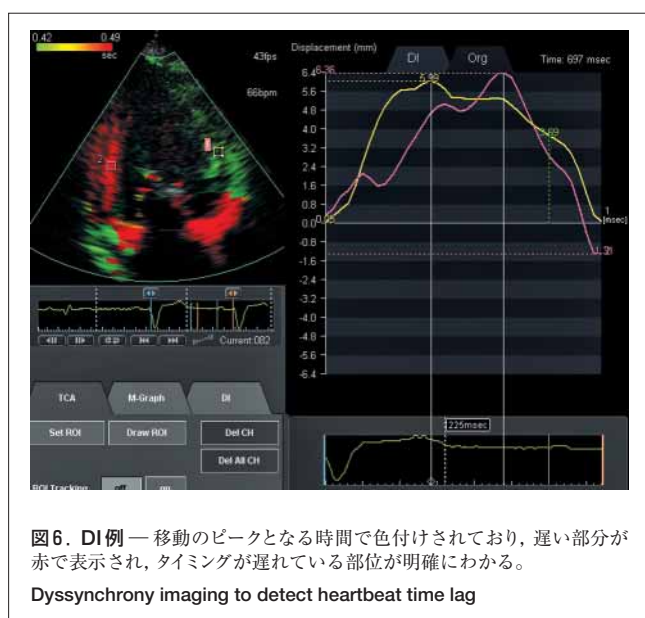 0.42 0.49
sec
43fps
66bpm
2
1
Displacement (mm)
DI
Org
Time: 697 msec
6.4
6.36
5.6
4.8
4.0
3.2
2.4
1.6
0.8
0.0
-0.8
-1.6
-2.4
-3.2
-4.0
-4.8
-5.6
-6.4
1
[msec]
Current:082
TCA
M-Graph
DI
Set ROI
Draw ROI
Del CH
Del All CH
ROI Tracking
off
on
225msec
図6. DI例 ― 移動のピークとなる時間で色付けされており, 遅い部分が
赤で表示され, タイミングが遅れている部位が明確にわかる。
Dyssynchrony imaging to detect heartbeat time lag